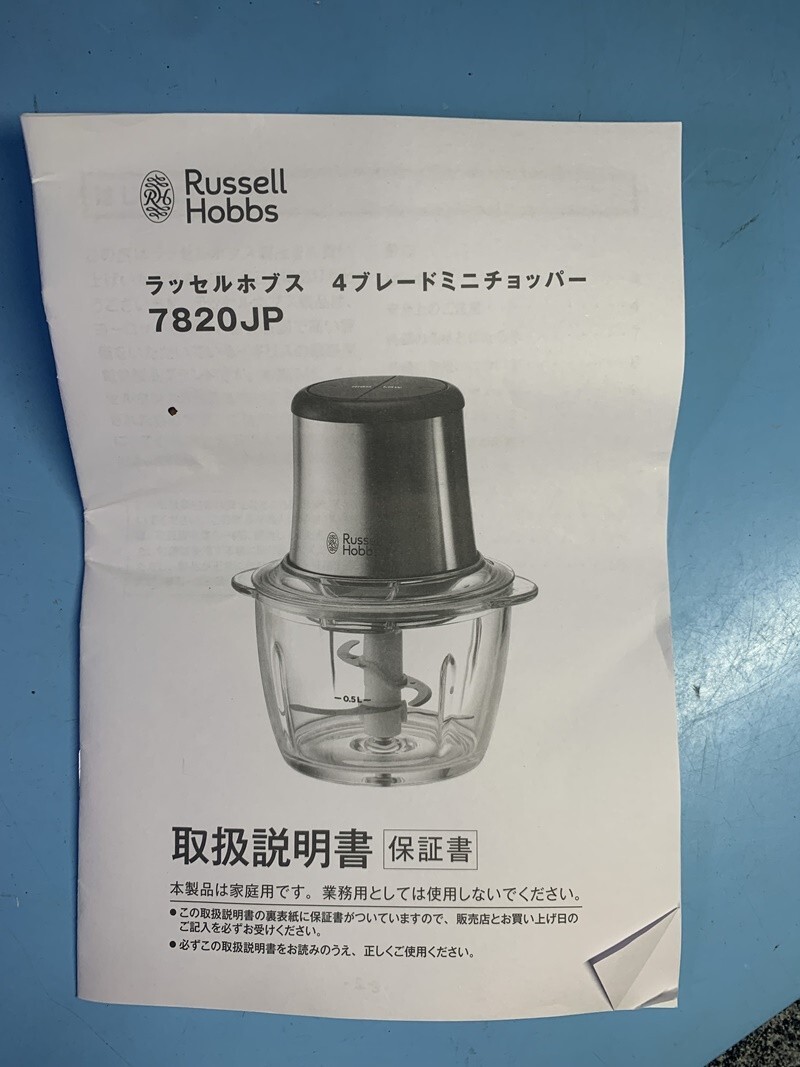 Russell
Hobbs
ラッセルホブス 4ブレードミニチョッパー
7820JP
Russ
Hobb
0.5L
取扱説明書 保証書
本製品は家庭用です。業務用としては使用しないでください。
●この取扱説明書の裏表紙に保証書がついていますので、販売店とお買い上げ日の
ご記入を必ずお受けください。
●必ずこの取扱説明書をお読みのうえ、正しくご使用ください。